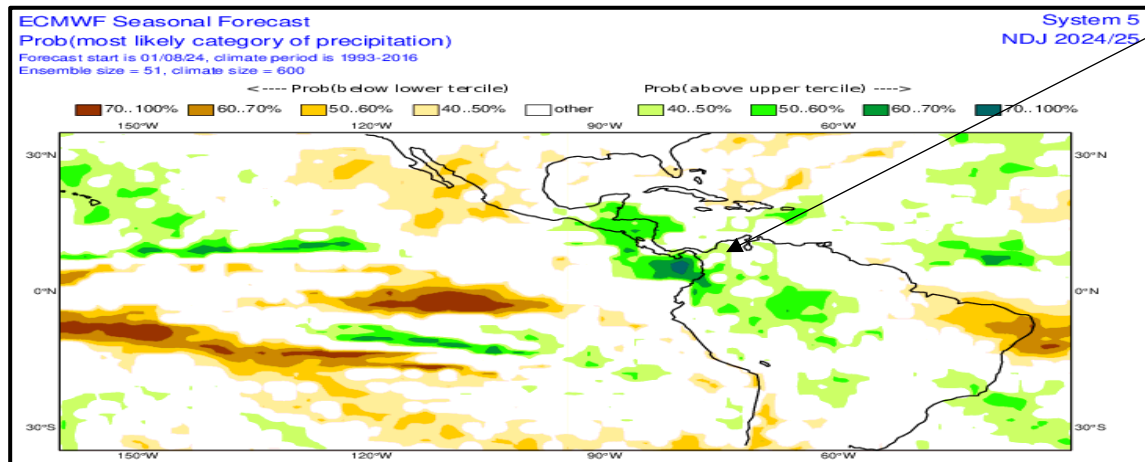 ECMWF Seasonal Forecast System 5
Prob(most likely category of precipitation) NDJ 2024/25
Forecast start is 01/08/24, climate period is 1993-2016
Ensemble size = 51, climate size = 600
<---- Prob(below lower tercile) Prob(above upper tercile) ---->
70..100% 60..70% 50..60% 40..50% other 40..50% 50..60% 60..70% 70..100%
150°W 120°W 90°W 60°W
30°N 30°N
0°N 0°N
30°S 30°S
150°W 120°W 90°W 60°W